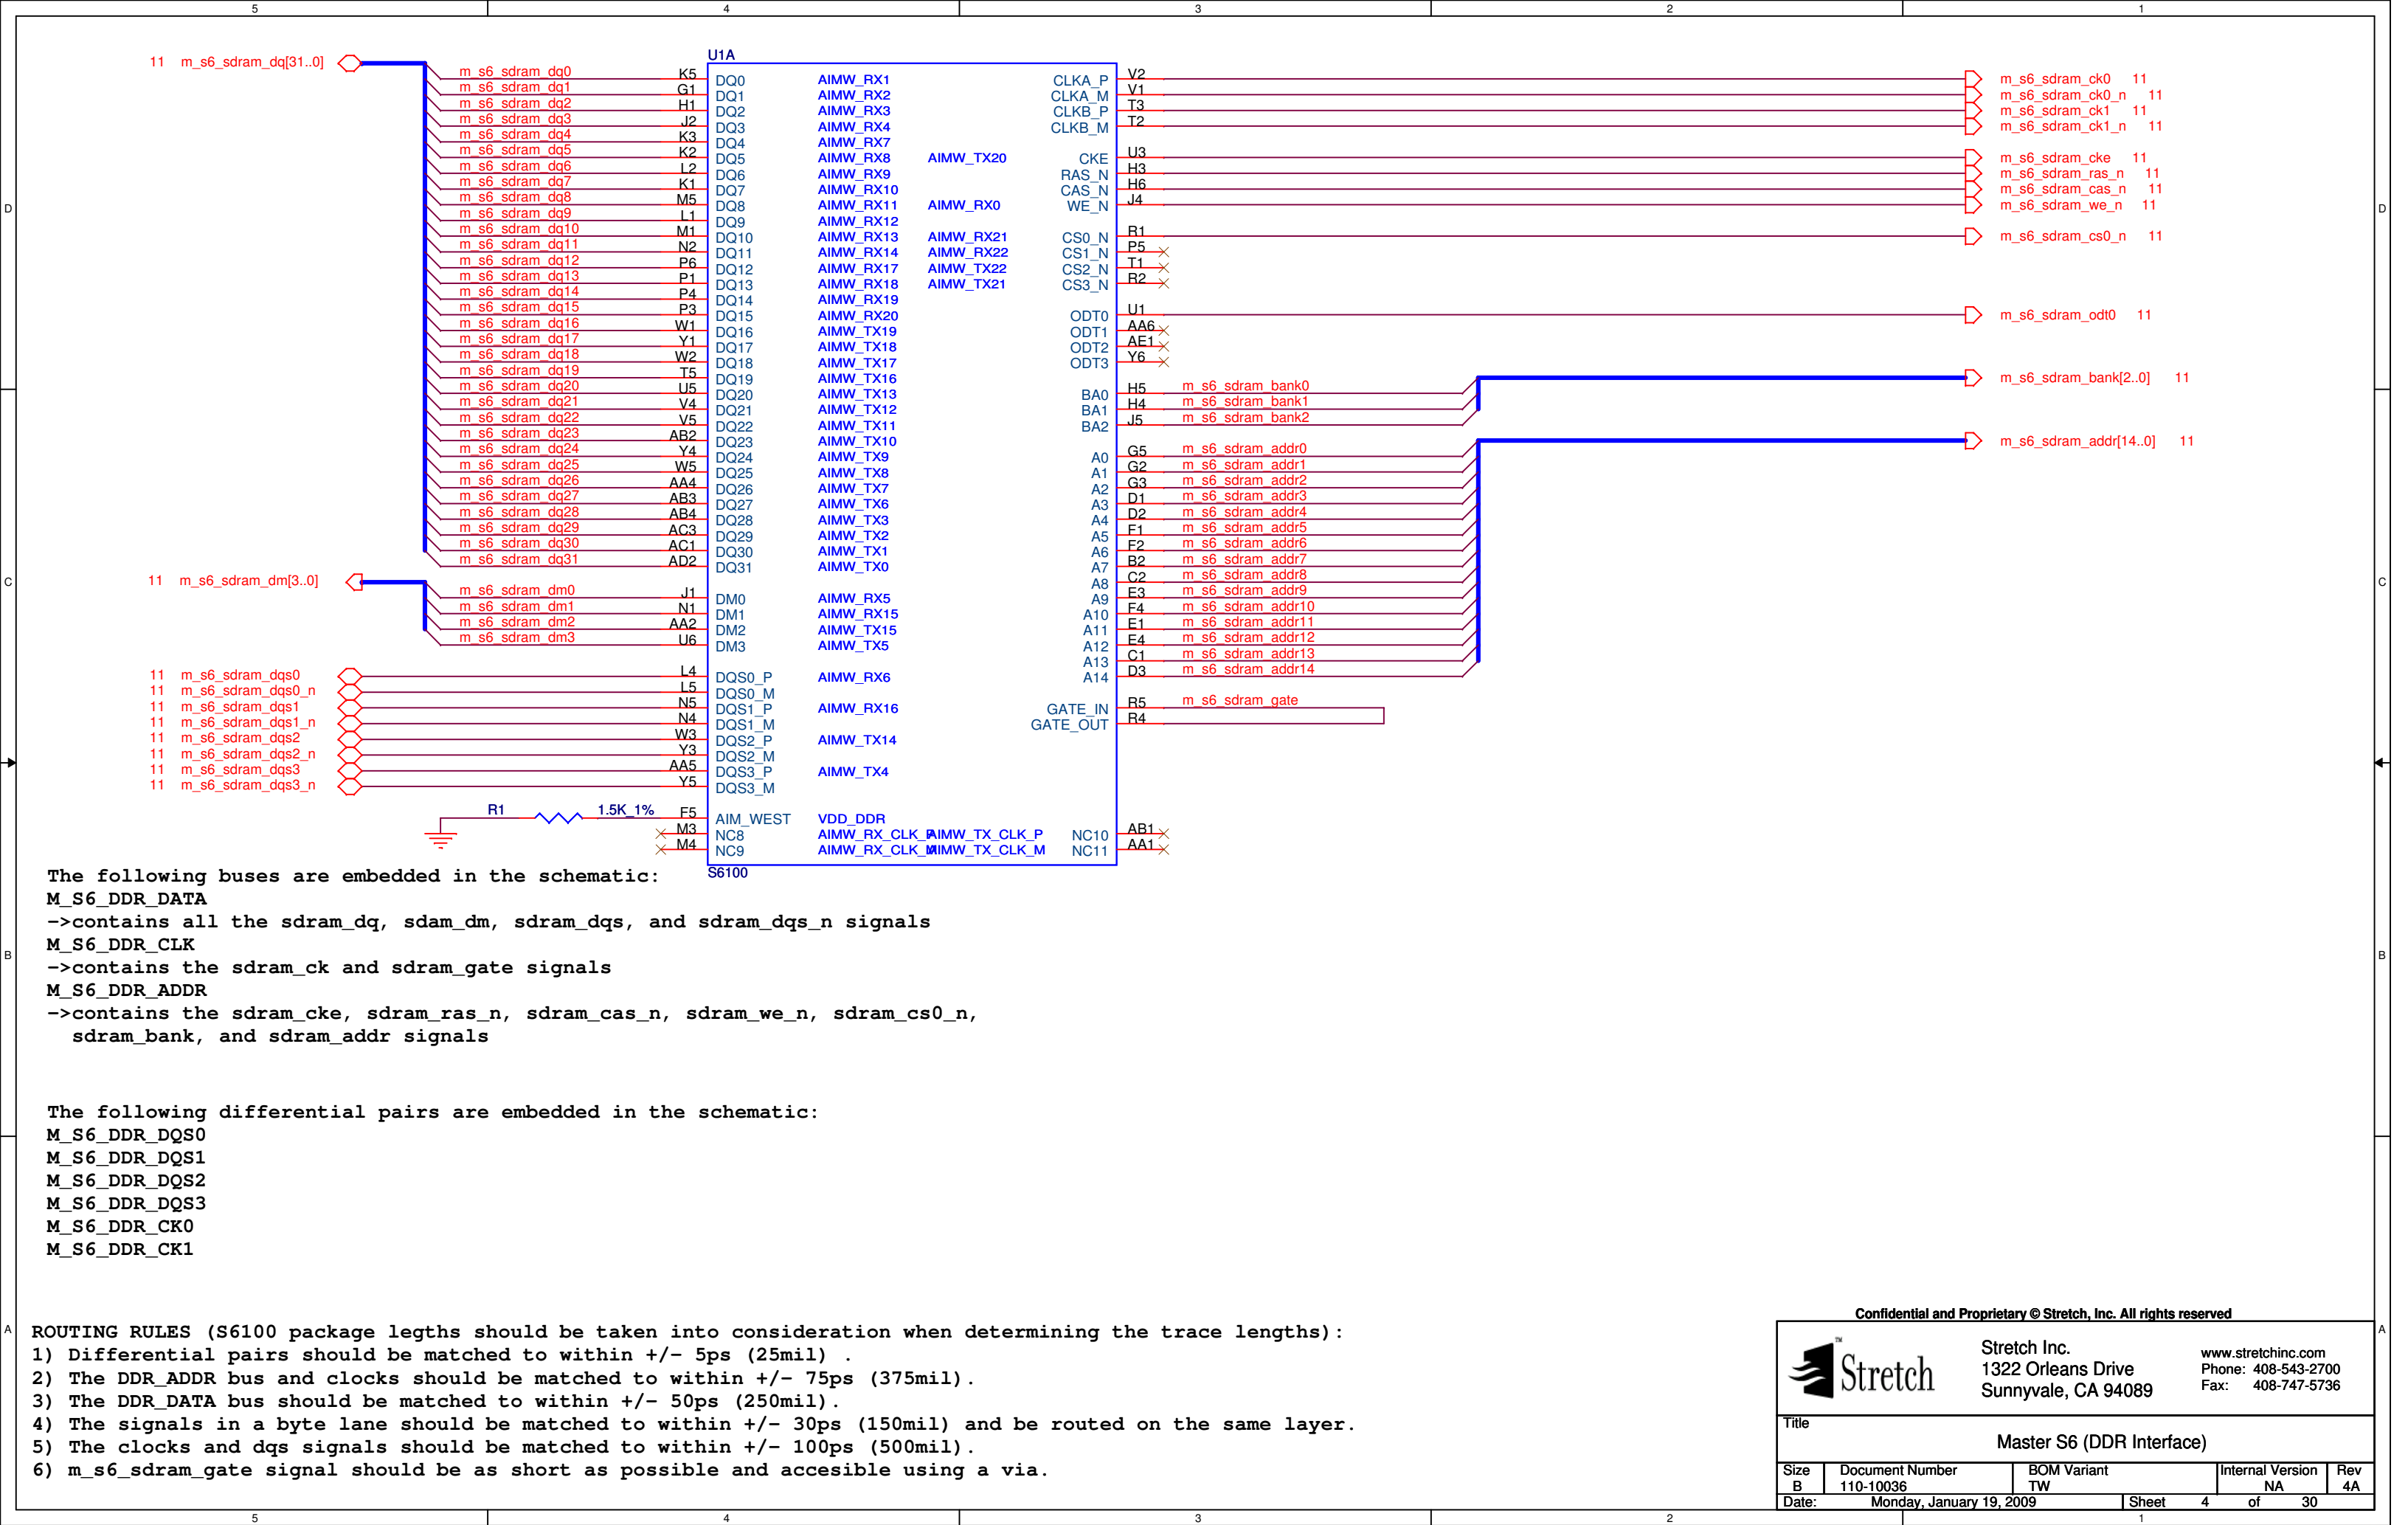 5 4 3 2 1
U1A
11 m_s6_sdram_dq[31..0]
m_s6_sdram_dq0 K5 DQ0 AIMW_RX1 CLKA_P V2 m_s6_sdram_ck0 11
m_s6_sdram_dq1 G1 DQ1 AIMW_RX2 CLKA_M V1 m_s6_sdram_ck0_n 11
m_s6_sdram_dq2 H1 DQ2 AIMW_RX3 CLKB_P T3 m_s6_sdram_ck1 11
m_s6_sdram_dq3 J2 DQ3 AIMW_RX4 CLKB_M T2 m_s6_sdram_ck1_n 11
m_s6_sdram_dq4 K3 DQ4 AIMW_RX7
m_s6_sdram_dq5 K2 DQ5 AIMW_RX8 AIMW_TX20 CKE U3 m_s6_sdram_cke 11
m_s6_sdram_dq6 L2 DQ6 AIMW_RX9 RAS_N H3 m_s6_sdram_ras_n 11
m_s6_sdram_dq7 K1 DQ7 AIMW_RX10 CAS_N H6 m_s6_sdram_cas_n 11
m_s6_sdram_dq8 M5 DQ8 AIMW_RX11 AIMW_RX0 WE_N J4 m_s6_sdram_we_n 11
D D
m_s6_sdram_dq9 L1 DQ9 AIMW_RX12
m_s6_sdram_dq10 M1 DQ10 AIMW_RX13 AIMW_RX21 CS0_N R1 m_s6_sdram_cs0_n 11
m_s6_sdram_dq11 N2 DQ11 AIMW_RX14 AIMW_RX22 CS1_N P5
m_s6_sdram_dq12 P6 DQ12 AIMW_RX17 AIMW_TX22 CS2_N T1
m_s6_sdram_dq13 P1 DQ13 AIMW_RX18 AIMW_TX21 CS3_N R2
m_s6_sdram_dq14 P4 DQ14 AIMW_RX19
m_s6_sdram_dq15 P3 DQ15 AIMW_RX20 ODT0 U1 m_s6_sdram_odt0 11
m_s6_sdram_dq16 W1 DQ16 AIMW_TX19 ODT1 AA6
m_s6_sdram_dq17 Y1 DQ17 AIMW_TX18 ODT2 AE1
m_s6_sdram_dq18 W2 DQ18 AIMW_TX17 ODT3 Y6
m_s6_sdram_dq19 T5 DQ19 AIMW_TX16 m_s6_sdram_bank[2..0] 11
m_s6_sdram_dq20 U5 DQ20 AIMW_TX13 BA0 H5 m_s6_sdram_bank0
m_s6_sdram_dq21 V4 DQ21 AIMW_TX12 BA1 H4 m_s6_sdram_bank1
m_s6_sdram_dq22 V5 DQ22 AIMW_TX11 BA2 J5 m_s6_sdram_bank2
m_s6_sdram_dq23 AB2 DQ23 AIMW_TX10 m_s6_sdram_addr[14..0] 11
m_s6_sdram_dq24 Y4 DQ24 AIMW_TX9 A0 G5 m_s6_sdram_addr0
m_s6_sdram_dq25 W5 DQ25 AIMW_TX8 A1 G2 m_s6_sdram_addr1
m_s6_sdram_dq26 AA4 DQ26 AIMW_TX7 A2 G3 m_s6_sdram_addr2
m_s6_sdram_dq27 AB3 DQ27 AIMW_TX6 A3 D1 m_s6_sdram_addr3
m_s6_sdram_dq28 AB4 DQ28 AIMW_TX3 A4 D2 m_s6_sdram_addr4
m_s6_sdram_dq29 AC3 DQ29 AIMW_TX2 A5 F1 m_s6_sdram_addr5
m_s6_sdram_dq30 AC1 DQ30 AIMW_TX1 A6 F2 m_s6_sdram_addr6
m_s6_sdram_dq31 AD2 DQ31 AIMW_TX0 A7 B2 m_s6_sdram_addr7
C 11 m_s6_sdram_dm[3..0] A8 C2 m_s6_sdram_addr8 C
m_s6_sdram_dm0 J1 DM0 AIMW_RX5 A9 E3 m_s6_sdram_addr9
m_s6_sdram_dm1 N1 DM1 AIMW_RX15 A10 F4 m_s6_sdram_addr10
m_s6_sdram_dm2 AA2 DM2 AIMW_TX15 A11 E1 m_s6_sdram_addr11
m_s6_sdram_dm3 U6 DM3 AIMW_TX5 A12 E4 m_s6_sdram_addr12
A13 C1 m_s6_sdram_addr13
11 m_s6_sdram_dqs0 L4 DQS0_P AIMW_RX6 A14 D3 m_s6_sdram_addr14
11 m_s6_sdram_dqs0_n L5 DQS0_M
11 m_s6_sdram_dqs1 N5 DQS1_P AIMW_RX16 GATE_IN R5 m_s6_sdram_gate
11 m_s6_sdram_dqs1_n N4 DQS1_M GATE_OUT R4
11 m_s6_sdram_dqs2 W3 DQS2_P AIMW_TX14
11 m_s6_sdram_dqs2_n Y3 DQS2_M
11 m_s6_sdram_dqs3 AA5 DQS3_P AIMW_TX4
11 m_s6_sdram_dqs3_n Y5 DQS3_M
R1 1.5K_1% F5 AIM_WEST VDD_DDR
M3 NC8 AIMW_RX_CLK_P AIMW_TX_CLK_P NC10 AB1
M4 NC9 AIMW_RX_CLK_M AIMW_TX_CLK_M NC11 AA1
S6100
The following buses are embedded in the schematic:
M_S6_DDR_DATA
->contains all the sdram_dq, sdam_dm, sdram_dqs, and sdram_dqs_n signals
M_S6_DDR_CLK
B B
->contains the sdram_ck and sdram_gate signals
M_S6_DDR_ADDR
->contains the sdram_cke, sdram_ras_n, sdram_cas_n, sdram_we_n, sdram_cs0_n,
sdram_bank, and sdram_addr signals
The following differential pairs are embedded in the schematic:
M_S6_DDR_DQS0
M_S6_DDR_DQS1
M_S6_DDR_DQS2
M_S6_DDR_DQS3
M_S6_DDR_CK0
M_S6_DDR_CK1
A A
ROUTING RULES (S6100 package legths should be taken into consideration when determining the trace lengths):
1) Differential pairs should be matched to within +/- 5ps (25mil) .
2) The DDR_ADDR bus and clocks should be matched to within +/- 75ps (375mil).
3) The DDR_DATA bus should be matched to within +/- 50ps (250mil).
4) The signals in a byte lane should be matched to within +/- 30ps (150mil) and be routed on the same layer.
5) The clocks and dqs signals should be matched to within +/- 100ps (500mil).
6) m_s6_sdram_gate signal should be as short as possible and accesible using a via.
Confidential and Proprietary © Stretch, Inc. All rights reserved
Stretch ™
Stretch Inc.
1322 Orleans Drive
Sunnyvale, CA 94089
www.stretchinc.com
Phone: 408-543-2700
Fax: 408-747-5736
Title
Master S6 (DDR Interface)
Size Document Number BOM Variant Internal Version Rev
B 110-10036 TW NA 4A
Date: Monday, January 19, 2009 Sheet 4 of 30
5 4 3 2 1